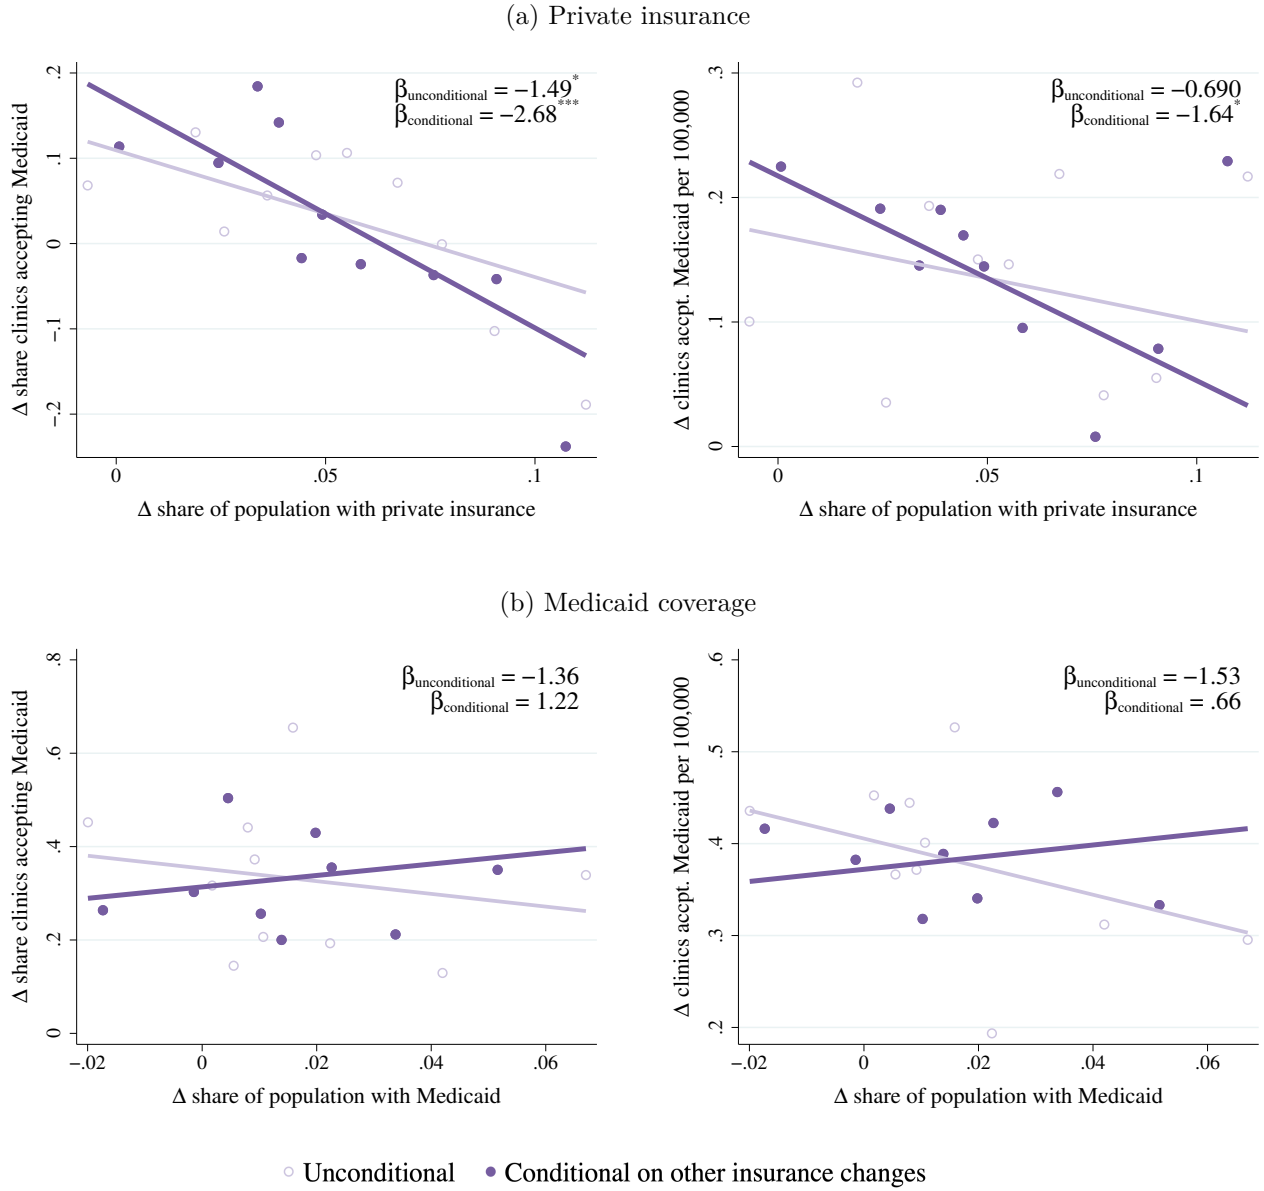 (a) Private insurance
βunconditional = −1.49*
βconditional = −2.68***
Δ share clinics accepting Medicaid
.2
.1
0
−.1
−.2
0 .05 .1
Δ share of population with private insurance
βunconditional = −0.690
βconditional = −1.64*
Δ clinics accpt. Medicaid per 100,000
.3
.2
.1
0
0 .05 .1
Δ share of population with private insurance
(b) Medicaid coverage
βunconditional = −1.36
βconditional = 1.22
Δ share clinics accepting Medicaid
.8
.6
.4
.2
0
−.02 0 .02 .04 .06
Δ share of population with Medicaid
βunconditional = −1.53
βconditional = .66
Δ clinics accpt. Medicaid per 100,000
.6
.5
.4
.3
.2
−.02 0 .02 .04 .06
Δ share of population with Medicaid
Unconditional Conditional on other insurance changes